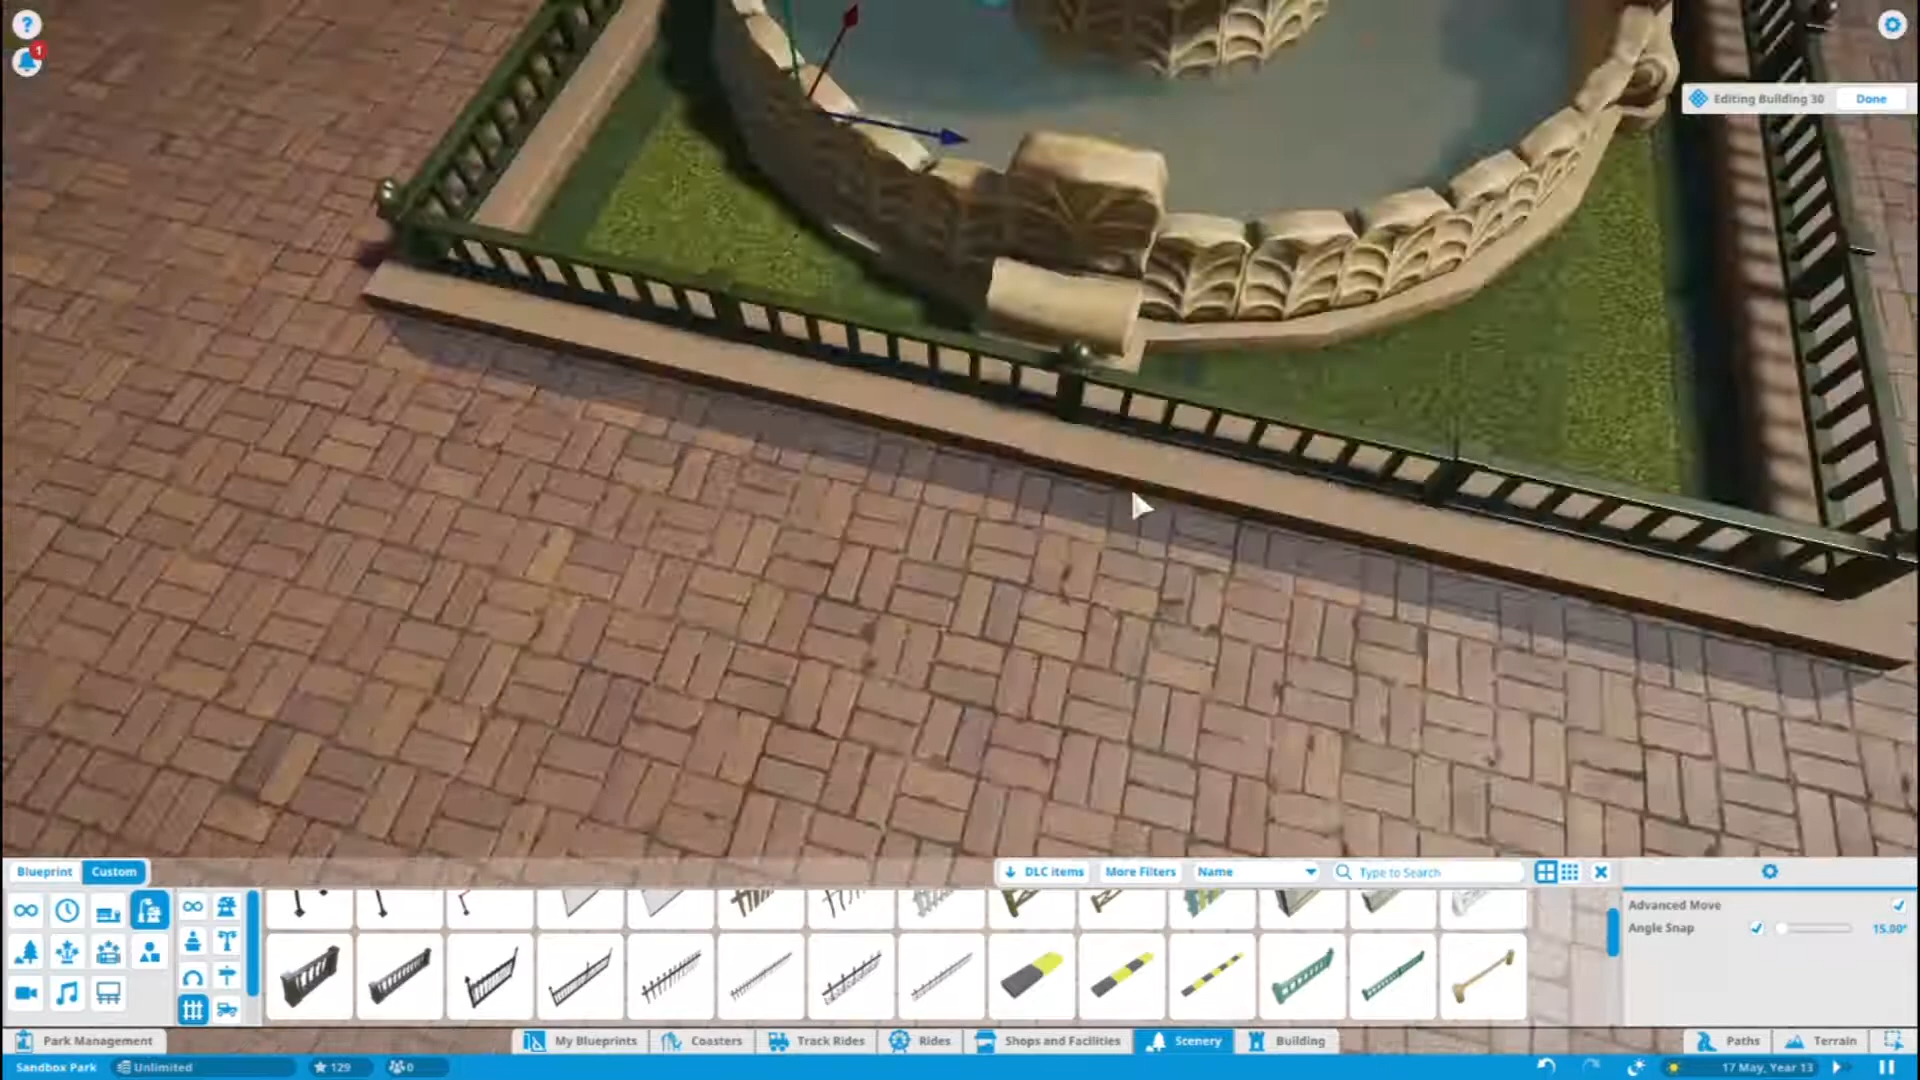 ?
1
Editing Building 30 Done
Blueprint Custom
DLC items More Filters Name Type to Search
Advanced Move
Angle Snap 15.00°
Park Management My Blueprints Coasters Track Rides Rides Shops and Facilities Scenery Building Paths Terrain
Sandbox Park Unlimited 129 0 17 May, Year 13